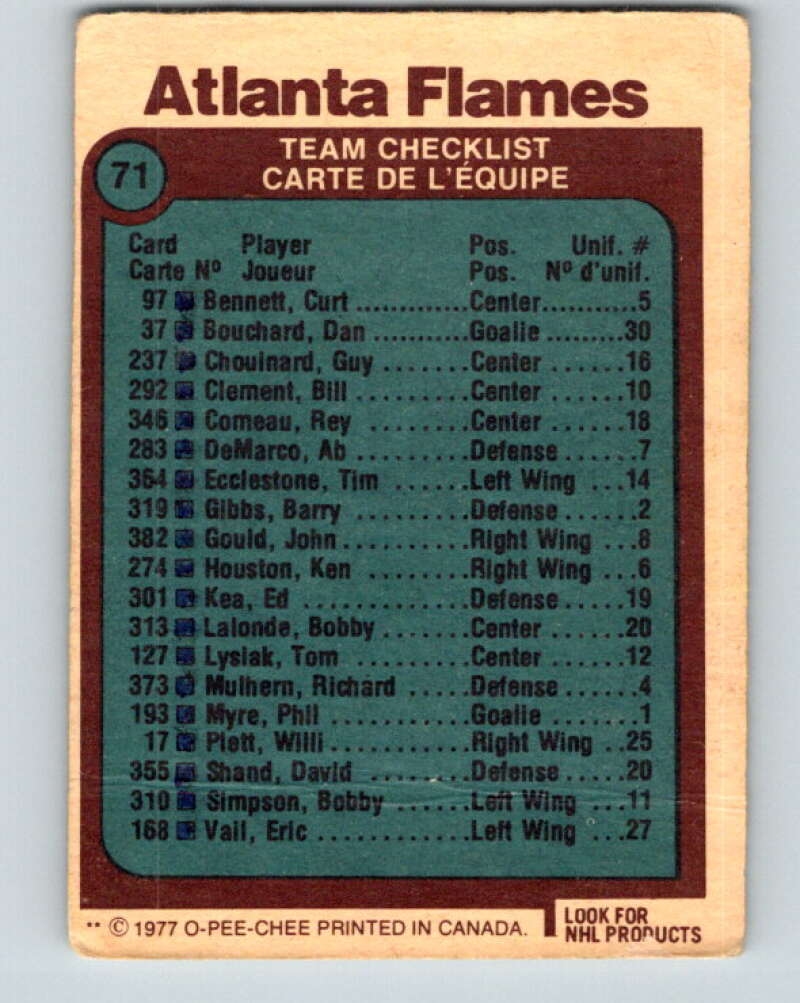 Atlanta Flames
71
TEAM CHECKLIST
CARTE DE L'ÉQUIPE
Card Player Pos. Unif. #
Carte Nº Joueur Pos. Nº d'unif.
97 Bennett, Curt ............Center...........5
37 Bouchard, Dan ..........Goalie .........30
237 Chouinard, Guy ........Center ......16
292 Clement, Bill ..........Center ......10
346 Comeau, Rey .........Center ......18
283 DeMarco, Ab ..........Defense ......7
364 Ecclestone, Tim ......Left Wing ...14
319 Gibbs, Barry ..........Defense .......2
382 Gould, John...........Right Wing ...8
274 Houston, Ken ........Right Wing ...6
301 Kea, Ed ..............Defense .....19
313 Lalonde, Bobby .......Center ......20
127 Lysiak, Tom ..........Center ......12
373 Mulhern, Richard .....Defense ......4
193 Myre, Phil ...........Goalie ........1
17 Plett, Willi...........Right Wing ..25
355 Shand, David ........Defense .....20
310 Simpson, Bobby ......Left Wing ...11
168 Vail, Eric ............Left Wing ...27
** © 1977 O-PEE-CHEE PRINTED IN CANADA.
LOOK FOR
NHL PRODUCTS